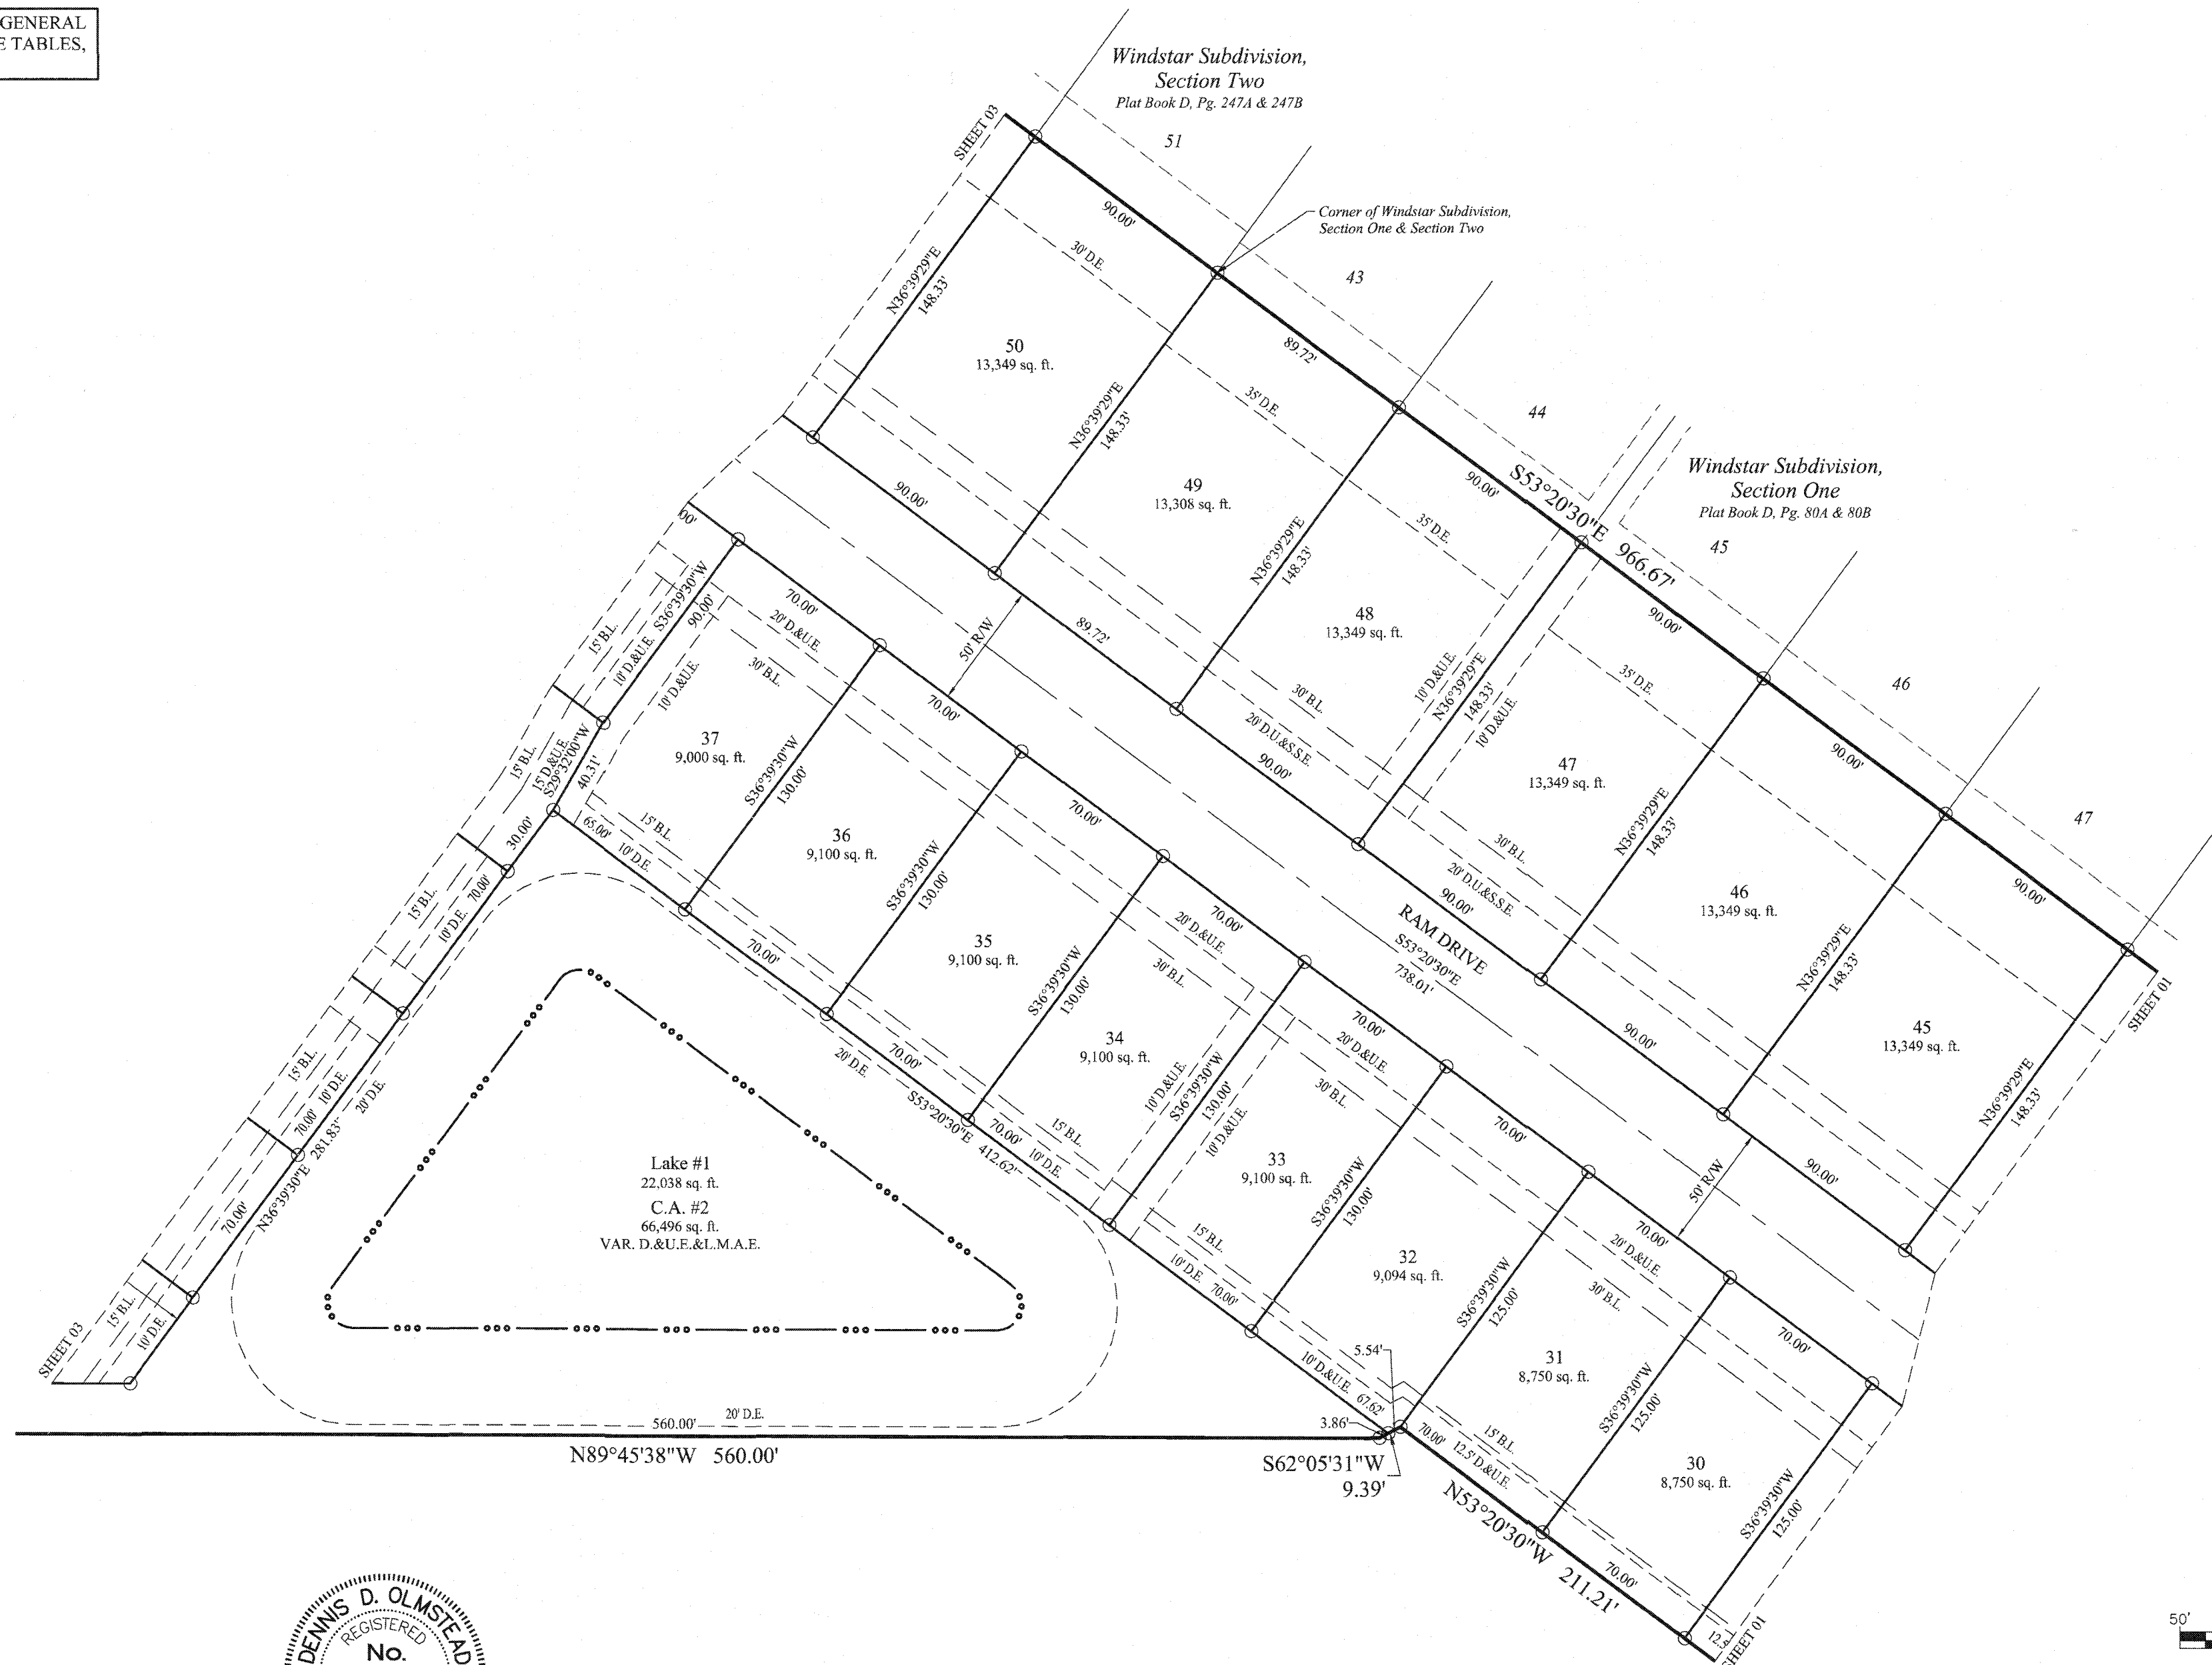 GENERAL
E TABLES,
Windstar Subdivision,
Section Two
Plat Book D, Pg. 247A & 247B
SHEET 03
51
Corner of Windstar Subdivision,
Section One & Section Two
90.00'
30' D.E.
N36°39'29"E
148.33'
50
13,349 sq. ft.
43
89.72'
35' D.E.
N36°39'29"E
148.33'
49
13,308 sq. ft.
44
Windstar Subdivision,
Section One
Plat Book D, Pg. 80A & 80B
90.00'
S53°20'30"E 966.67'
35' D.E.
N36°39'29"E
148.33'
48
13,349 sq. ft.
10' D.&U.E.
N36°39'29"E
148.33'
10' D.&U.E.
45
90.00'
35' D.E.
47
13,349 sq. ft.
46
90.00'
N36°39'29"E
148.33'
46
13,349 sq. ft.
47
90.00'
N36°39'29"E
148.33'
45
13,349 sq. ft.
N36°39'29"E
148.33'
SHEET 01
90.00'
89.72'
30' B.L.
20' D.U.&S.S.E.
90.00'
30' B.L.
20' D.U.&S.S.E.
90.00'
90.00'
90.00'
50' R/W
RAM DRIVE
S53°20'30"E
738.01'
50' R/W
00'
70.00'
20' D.&U.E.
30' B.L.
15' B.L.
10' D.&U.E.
S36°39'30"W
90.00'
10' D.&U.E.
37
9,000 sq. ft.
15' B.L.
15' D.&U.E.
S29°32'00"W
40.31'
65.00'
10' D.E.
15' B.L.
S36°39'30"W
130.00'
70.00'
36
9,100 sq. ft.
70.00'
S36°39'30"W
130.00'
70.00'
35
9,100 sq. ft.
70.00'
S36°39'30"W
130.00'
70.00'
20' D.&U.E.
30' B.L.
34
9,100 sq. ft.
10' D.&U.E.
S36°39'30"W
130.00'
10' D.&U.E.
15' B.L.
70.00'
10' D.E.
20' D.E.
S53°20'30"E 412.62'
70.00'
20' D.&U.E.
30' B.L.
33
9,100 sq. ft.
15' B.L.
10' D.E.
70.00'
S36°39'30"W
130.00'
70.00'
32
9,094 sq. ft.
10' D.&U.E.
67.62'
5.54'
3.86'
S36°39'30"W
125.00'
70.00'
20' D.&U.E.
30' B.L.
31
8,750 sq. ft.
70.00'
12.5' D.&U.E.
15' B.L.
S36°39'30"W
125.00'
70.00'
30
8,750 sq. ft.
70.00'
S36°39'30"W
125.00'
12.5'
SHEET 01
N53°20'30"W 211.21'
S62°05'31"W
9.39'
30.00'
15' B.L.
10' D.E.
70.00'
15' B.L.
10' D.E.
70.00'
20' D.E.
N36°39'30"E 281.83'
70.00'
15' B.L.
10' D.E.
SHEET 03
Lake #1
22,038 sq. ft.
C.A. #2
66,496 sq. ft.
VAR. D.&U.E.&L.M.A.E.
560.00'
20' D.E.
N89°45'38"W 560.00'
DENNIS D. OLMSTEAD
REGISTERED
No.
50'